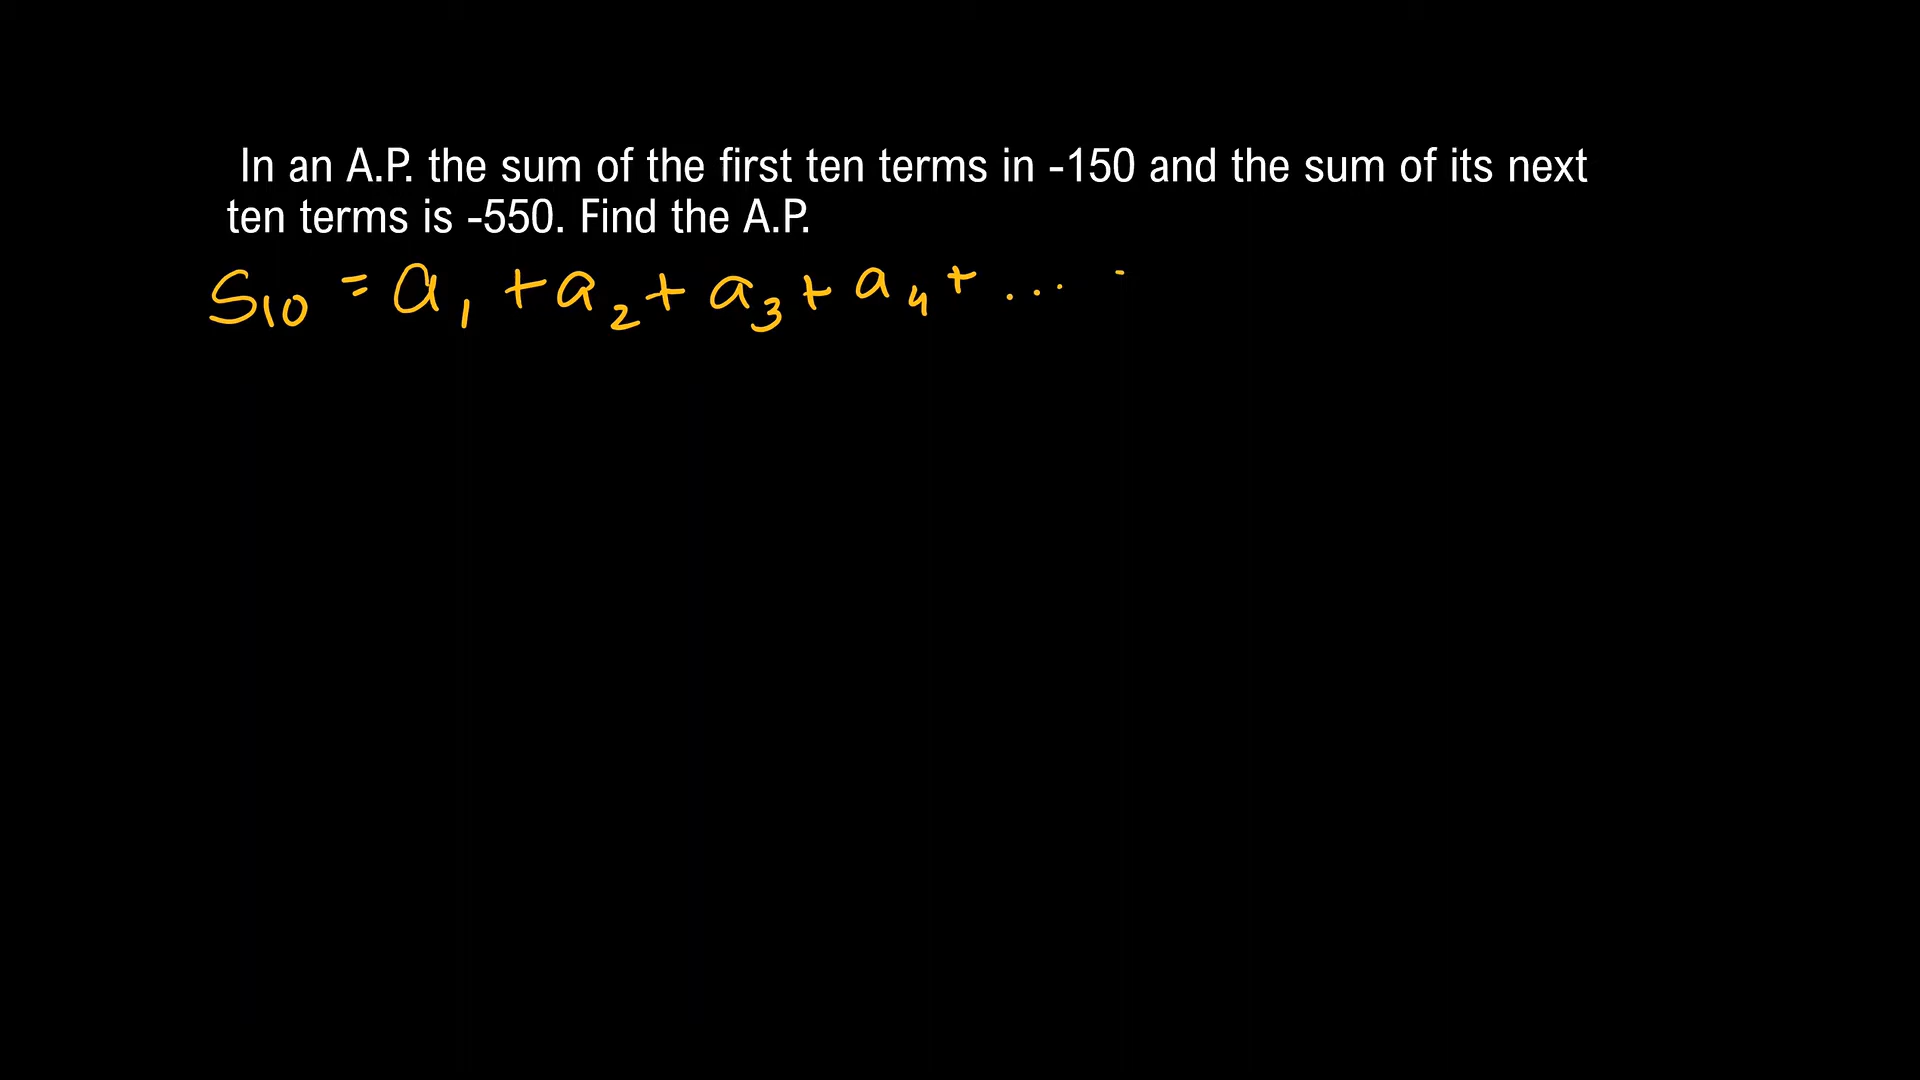 In an A.P. the sum of the first ten terms in -150 and the sum of its next
ten terms is -550. Find the A.P.
S₁₀ = a₁ + a₂ + a₃ + a₄ + ...